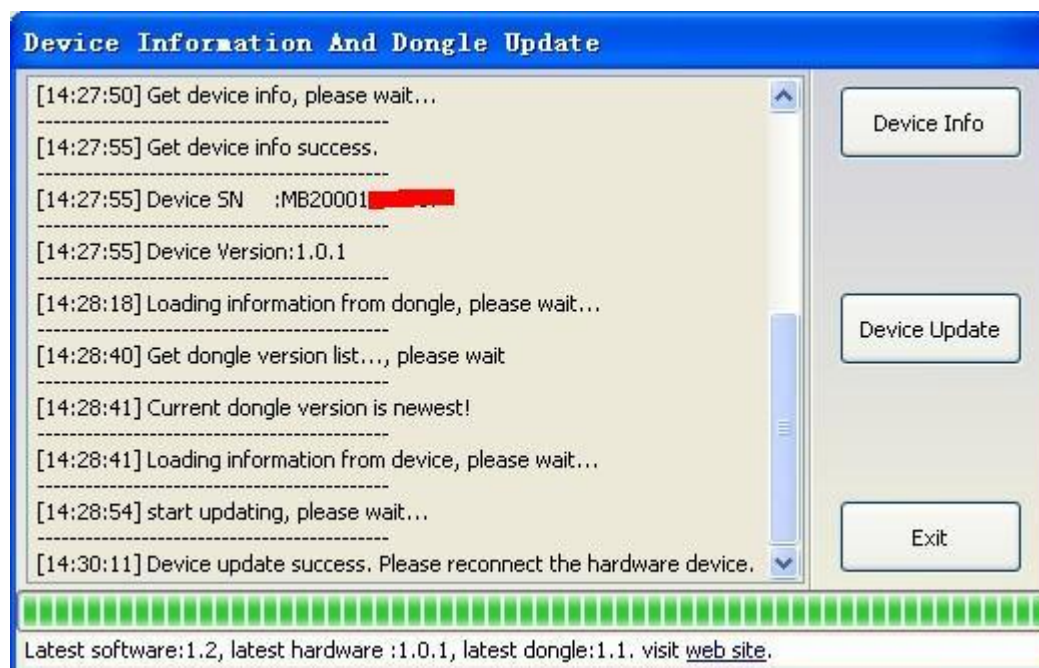 Device Information And Dongle Update
[14:27:50] Get device info, please wait...
--------------------------------------------
[14:27:55] Get device info success.
--------------------------------------------
[14:27:55] Device SN :MB20001
--------------------------------------------
[14:27:55] Device Version:1.0.1
--------------------------------------------
[14:28:18] Loading information from dongle, please wait...
--------------------------------------------
[14:28:40] Get dongle version list..., please wait
--------------------------------------------
[14:28:41] Current dongle version is newest!
--------------------------------------------
[14:28:41] Loading information from device, please wait...
--------------------------------------------
[14:28:54] start updating, please wait...
--------------------------------------------
[14:30:11] Device update success. Please reconnect the hardware device.
Device Info
Device Update
Exit
Latest software:1.2, latest hardware :1.0.1, latest dongle:1.1. visit web site.